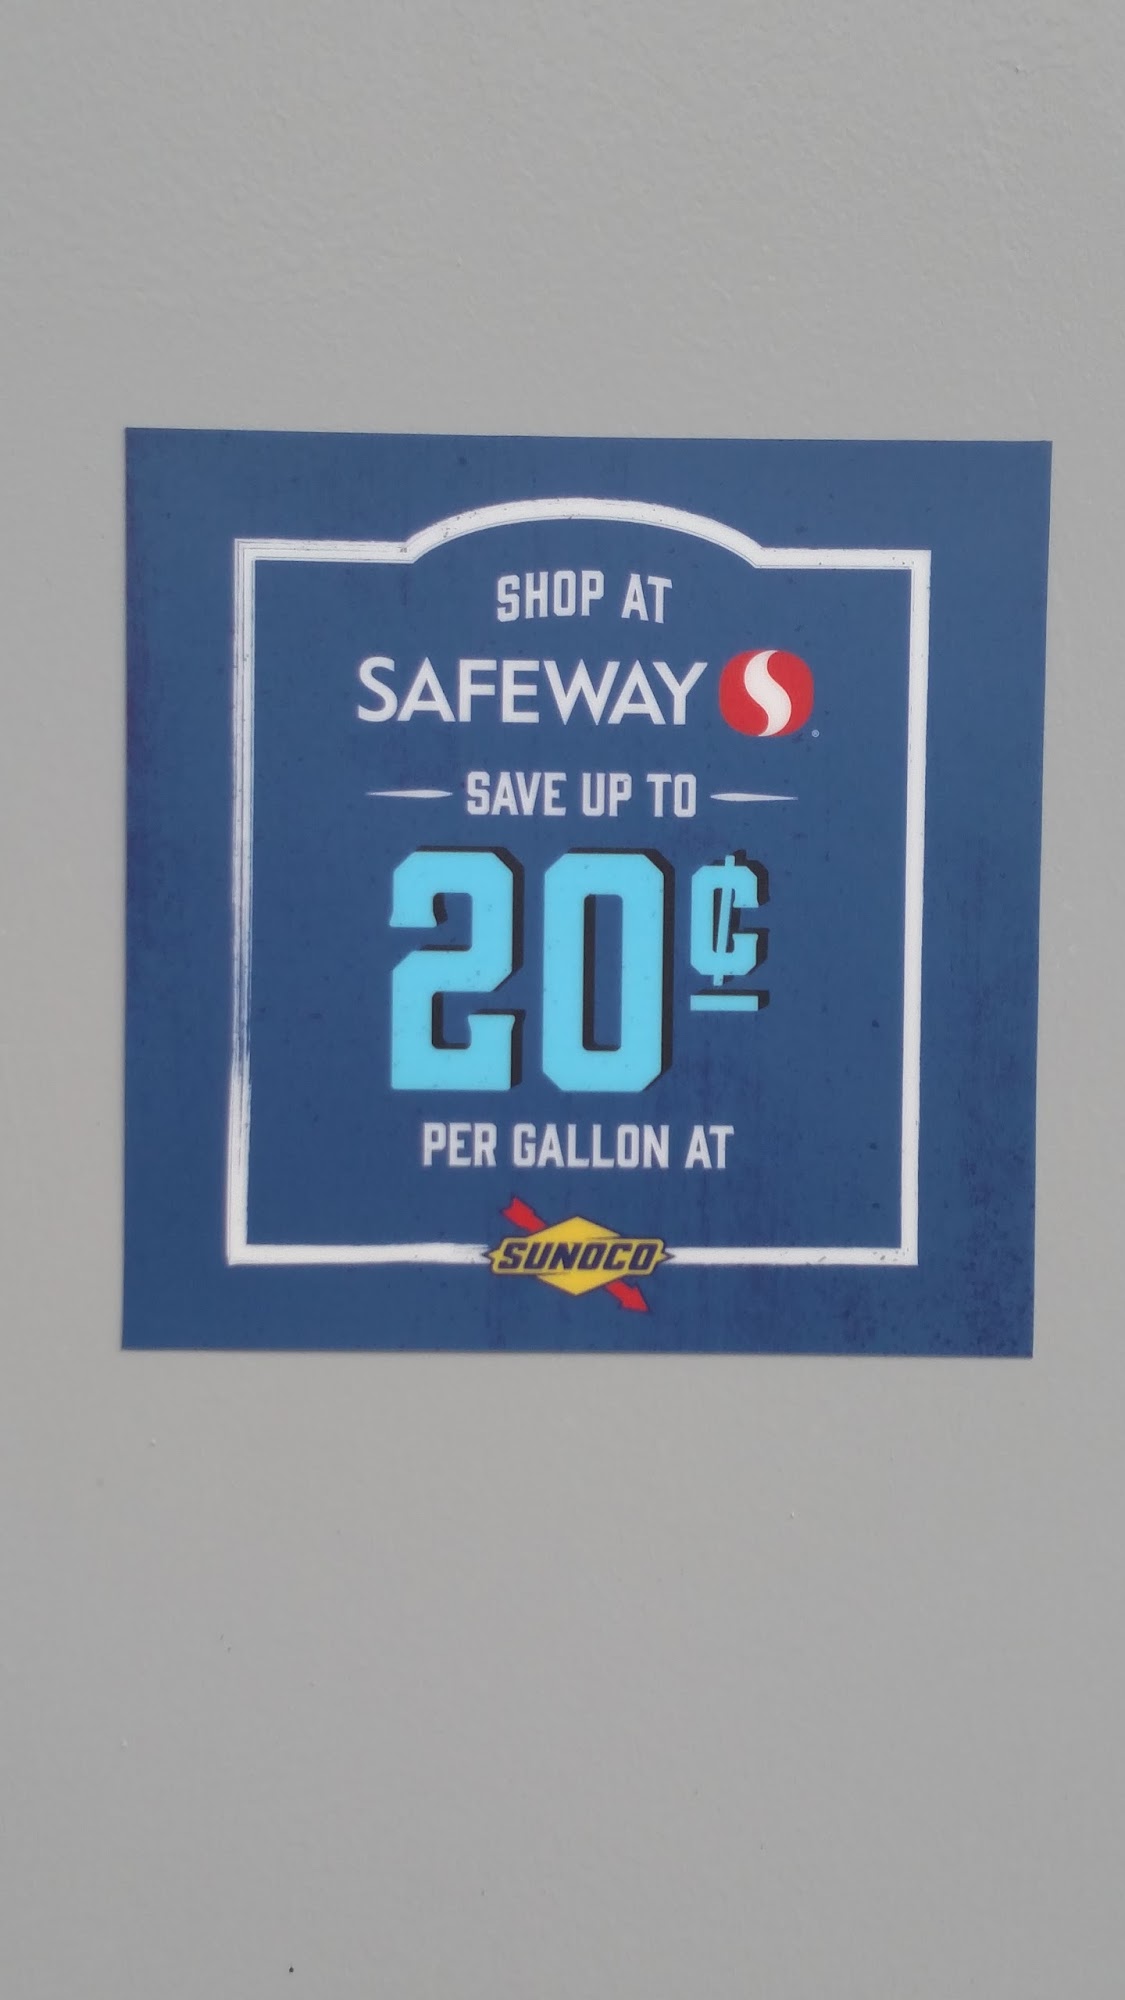 SHOP AT
SAFEWAY
SAVE UP TO
20¢
PER GALLON AT
SUNOCO